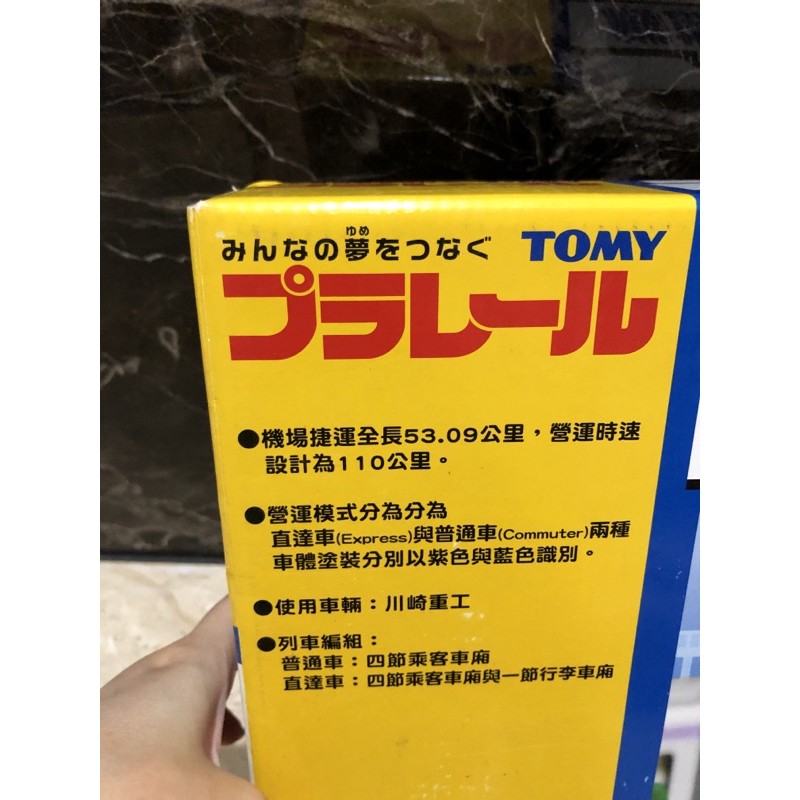 ゆめ
みんなの夢をつなぐ TOMY
プラレール
●機場捷運全長53.09公里,營運時速
設計為110公里。
●營運模式分為分為
直達車(Express)與普通車(Commuter)兩種
車體塗裝分別以紫色與藍色識別。
●使用車輛：川崎重工
●列車編組：
普通車：四節乘客車廂
直達車：四節乘客車廂與一節行李車廂